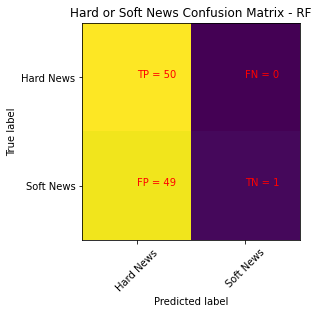 Hard or Soft News Confusion Matrix - RF
Hard News
TP = 50
FN = 0
True label
Soft News
FP = 49
TN = 1
Hard News
Soft News
Predicted label